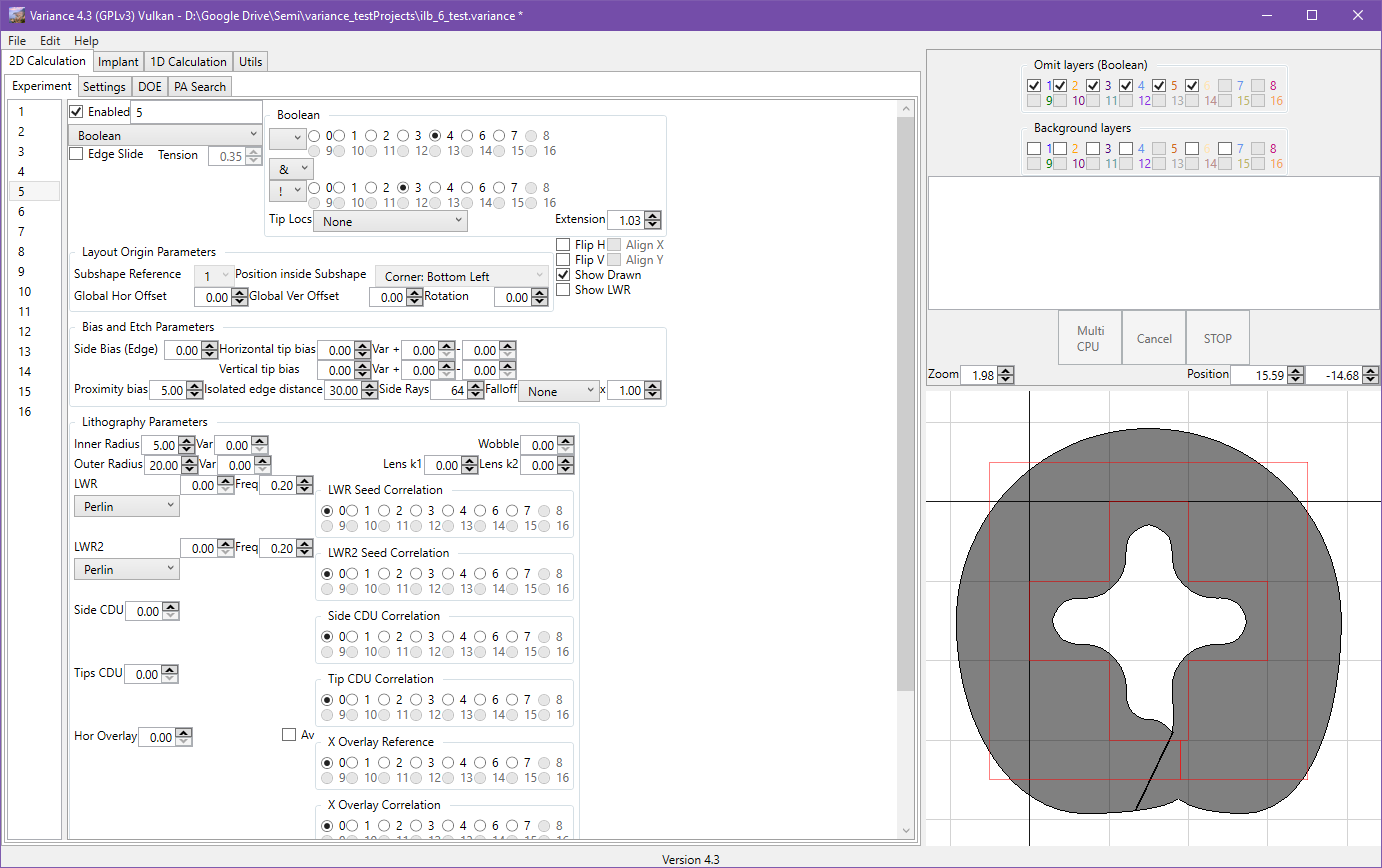 Variance 4.3 (GPLv3) Vulkan - D:\Google Drive\Semi\variance_testProjects\ilb_6_test.variance *
File Edit Help
2D Calculation Implant 1D Calculation Utils
Experiment Settings DOE PA Search
1
2
3
4
5
6
7
8
9
10
11
12
13
14
15
16
Enabled 5
Boolean
Edge Slide Tension 0.35
Boolean
0 1 2 3 4 6 7 8
9 10 11 12 13 14 15 16
&
! 0 1 2 3 4 6 7 8
9 10 11 12 13 14 15 16
Tip Locs None Extension 1.03
Flip H Align X
Flip V Align Y
Show Drawn
Show LWR
Layout Origin Parameters
Subshape Reference 1 Position inside Subshape Corner: Bottom Left
Global Hor Offset 0.00 Global Ver Offset 0.00 Rotation 0.00
Bias and Etch Parameters
Side Bias (Edge) 0.00 Horizontal tip bias 0.00 Var + 0.00 - 0.00
Vertical tip bias 0.00 Var + 0.00 - 0.00
Proximity bias 5.00 Isolated edge distance 30.00 Side Rays 64 Falloff None x 1.00
Lithography Parameters
Inner Radius 5.00 Var 0.00 Wobble 0.00
Outer Radius 20.00 Var 0.00 Lens k1 0.00 Lens k2 0.00
LWR 0.00 Freq 0.20
Perlin
LWR Seed Correlation
0 1 2 3 4 6 7 8
9 10 11 12 13 14 15 16
LWR2 0.00 Freq 0.20
Perlin
LWR2 Seed Correlation
0 1 2 3 4 6 7 8
9 10 11 12 13 14 15 16
Side CDU 0.00
Side CDU Correlation
0 1 2 3 4 6 7 8
9 10 11 12 13 14 15 16
Tips CDU 0.00
Tip CDU Correlation
0 1 2 3 4 6 7 8
9 10 11 12 13 14 15 16
Hor Overlay 0.00 Av
X Overlay Reference
0 1 2 3 4 6 7 8
9 10 11 12 13 14 15 16
X Overlay Correlation
0 1 2 3 4 6 7 8
Omit layers (Boolean)
1 2 3 4 5 6 7 8
9 10 11 12 13 14 15 16
Background layers
1 2 3 4 5 6 7 8
9 10 11 12 13 14 15 16
Multi
CPU
Cancel STOP
Zoom 1.98 Position 15.59 -14.68
Version 4.3